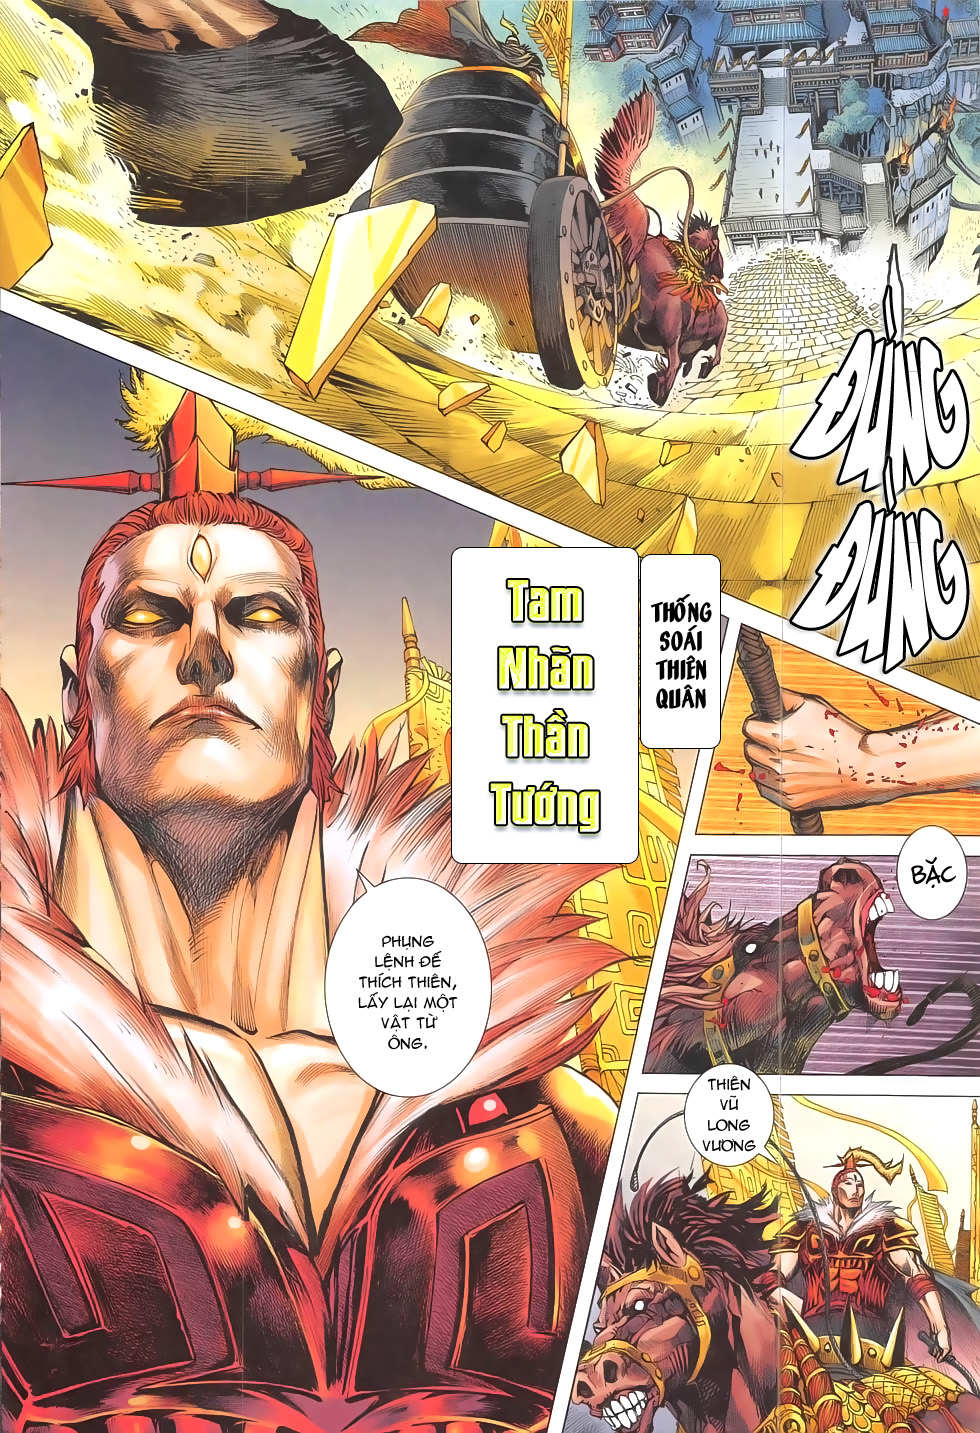 ĐÙNG
ĐÙNG
THỐNG
SOÁI
THIÊN
QUÂN
Tam
Nhãn
Thần
Tướng
PHỤNG
LỆNH ĐẾ
THÍCH THIÊN,
LẤY LẠI MỘT
VẬT TỪ
ÔNG.
BẶC
THIÊN
VŨ
LONG
VƯƠNG